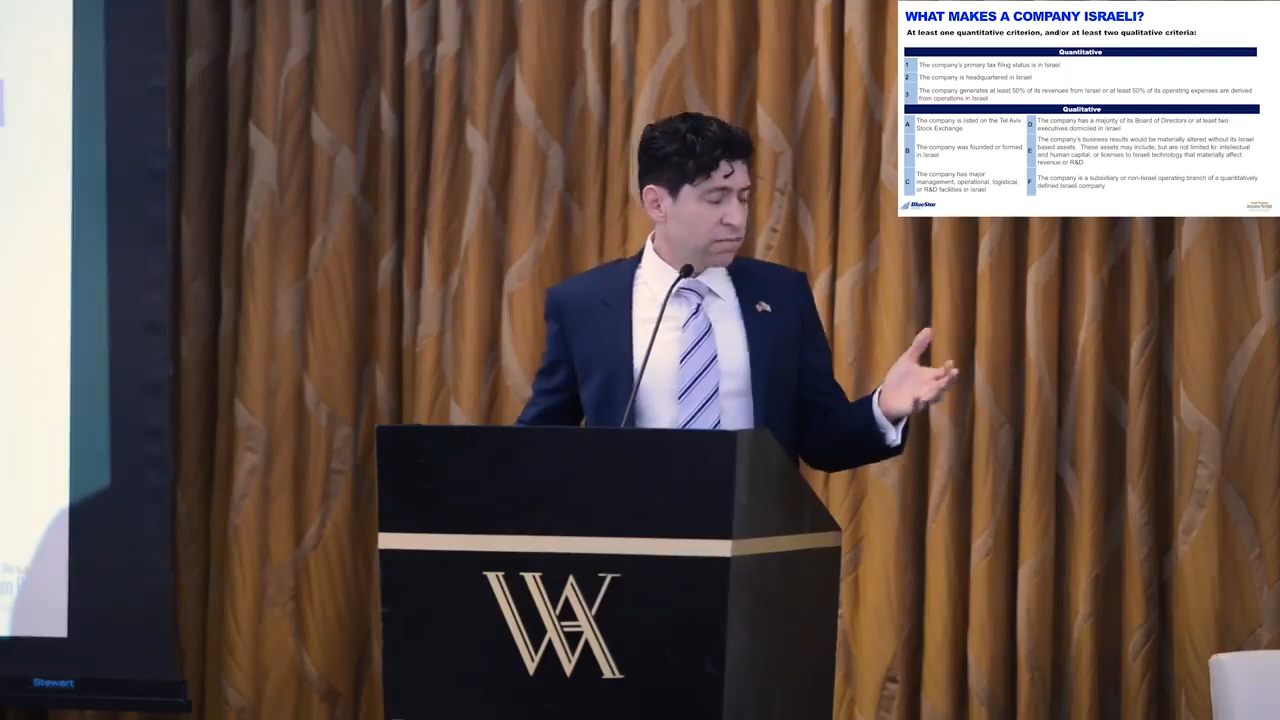 WHAT MAKES A COMPANY ISRAELI?
At least one quantitative criterion, and/or at least two qualitative criteria:
Quantitative
1 The company's primary tax filing status is in Israel
2 The company is headquartered in Israel
3 The company generates at least 50% of its revenues from Israel or at least 50% of its operating expenses are derived
from operations in Israel
Qualitative
A The company is listed on the Tel Aviv
Stock Exchange
B The company was founded or formed
in Israel
C The company has major
management, operational, logistical,
or R&D facilities in Israel
D The company has a majority of its Board of Directors or at least two
executives domiciled in Israel
E The company's business results would be materially altered without its Israel
based assets. These assets may include, but are not limited to: intellectual
and human capital, or licenses to Israeli technology that materially affect
revenue or R&D
F The company is a subsidiary or non-Israel operating branch of a quantitatively
defined Israeli company
BlueStar
WA
Stewart